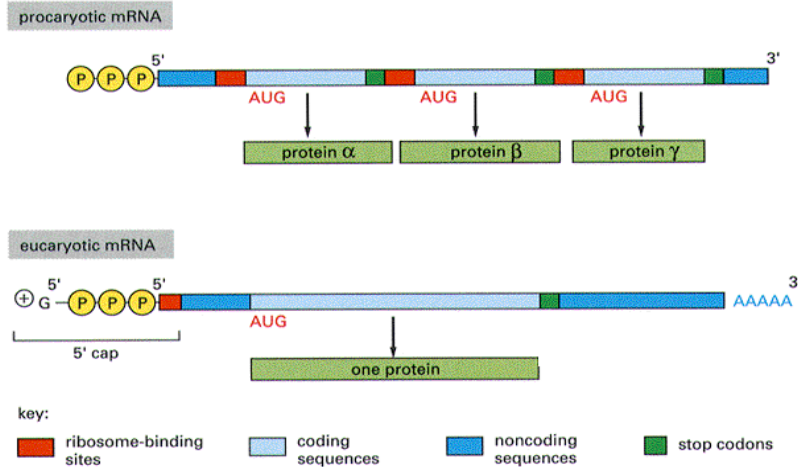 procaryotic mRNA
5' 3'
P P P
AUG AUG AUG
protein α protein β protein γ
eucaryotic mRNA
5' 5' 3
+ G P P P AAAAA
AUG
5' cap
one protein
key:
ribosome-binding sites
coding sequences
noncoding sequences
stop codons